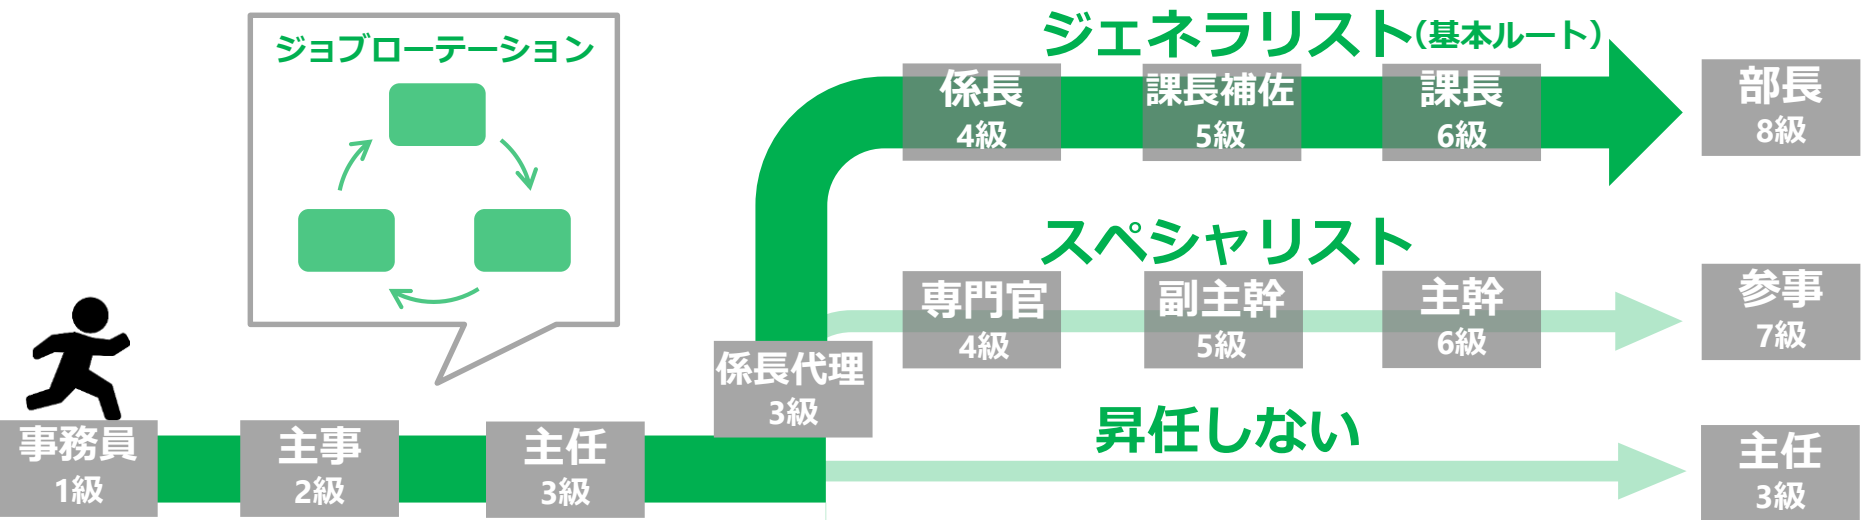 ジョブローテーション
ジェネラリスト(基本ルート)
係長
4級
課長補佐
5級
課長
6級
部長
8級
スペシャリスト
専門官
4級
副主幹
5級
主幹
6級
参事
7級
係長代理
3級
昇任しない
事務員
1級
主事
2級
主任
3級
主任
3級